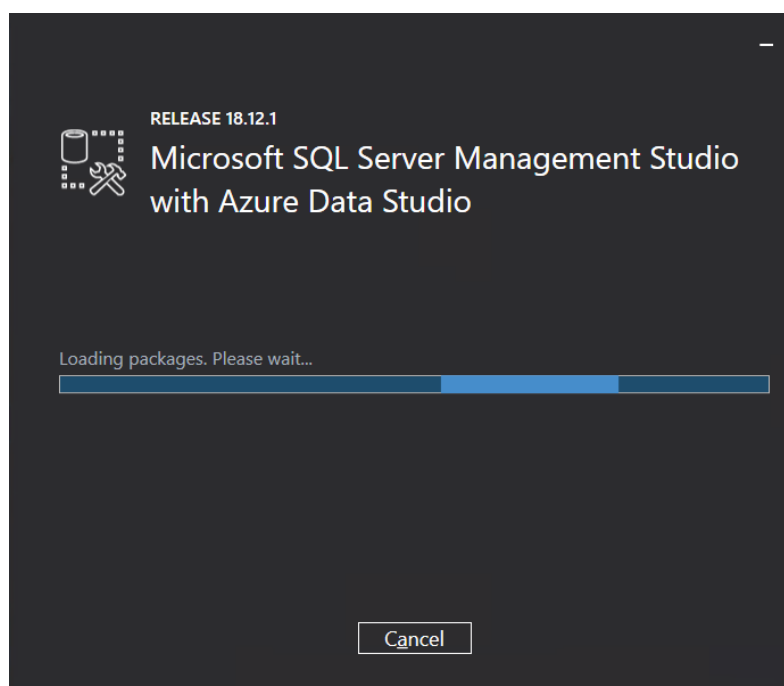 RELEASE 18.12.1
Microsoft SQL Server Management Studio
with Azure Data Studio
Loading packages. Please wait...
Cancel